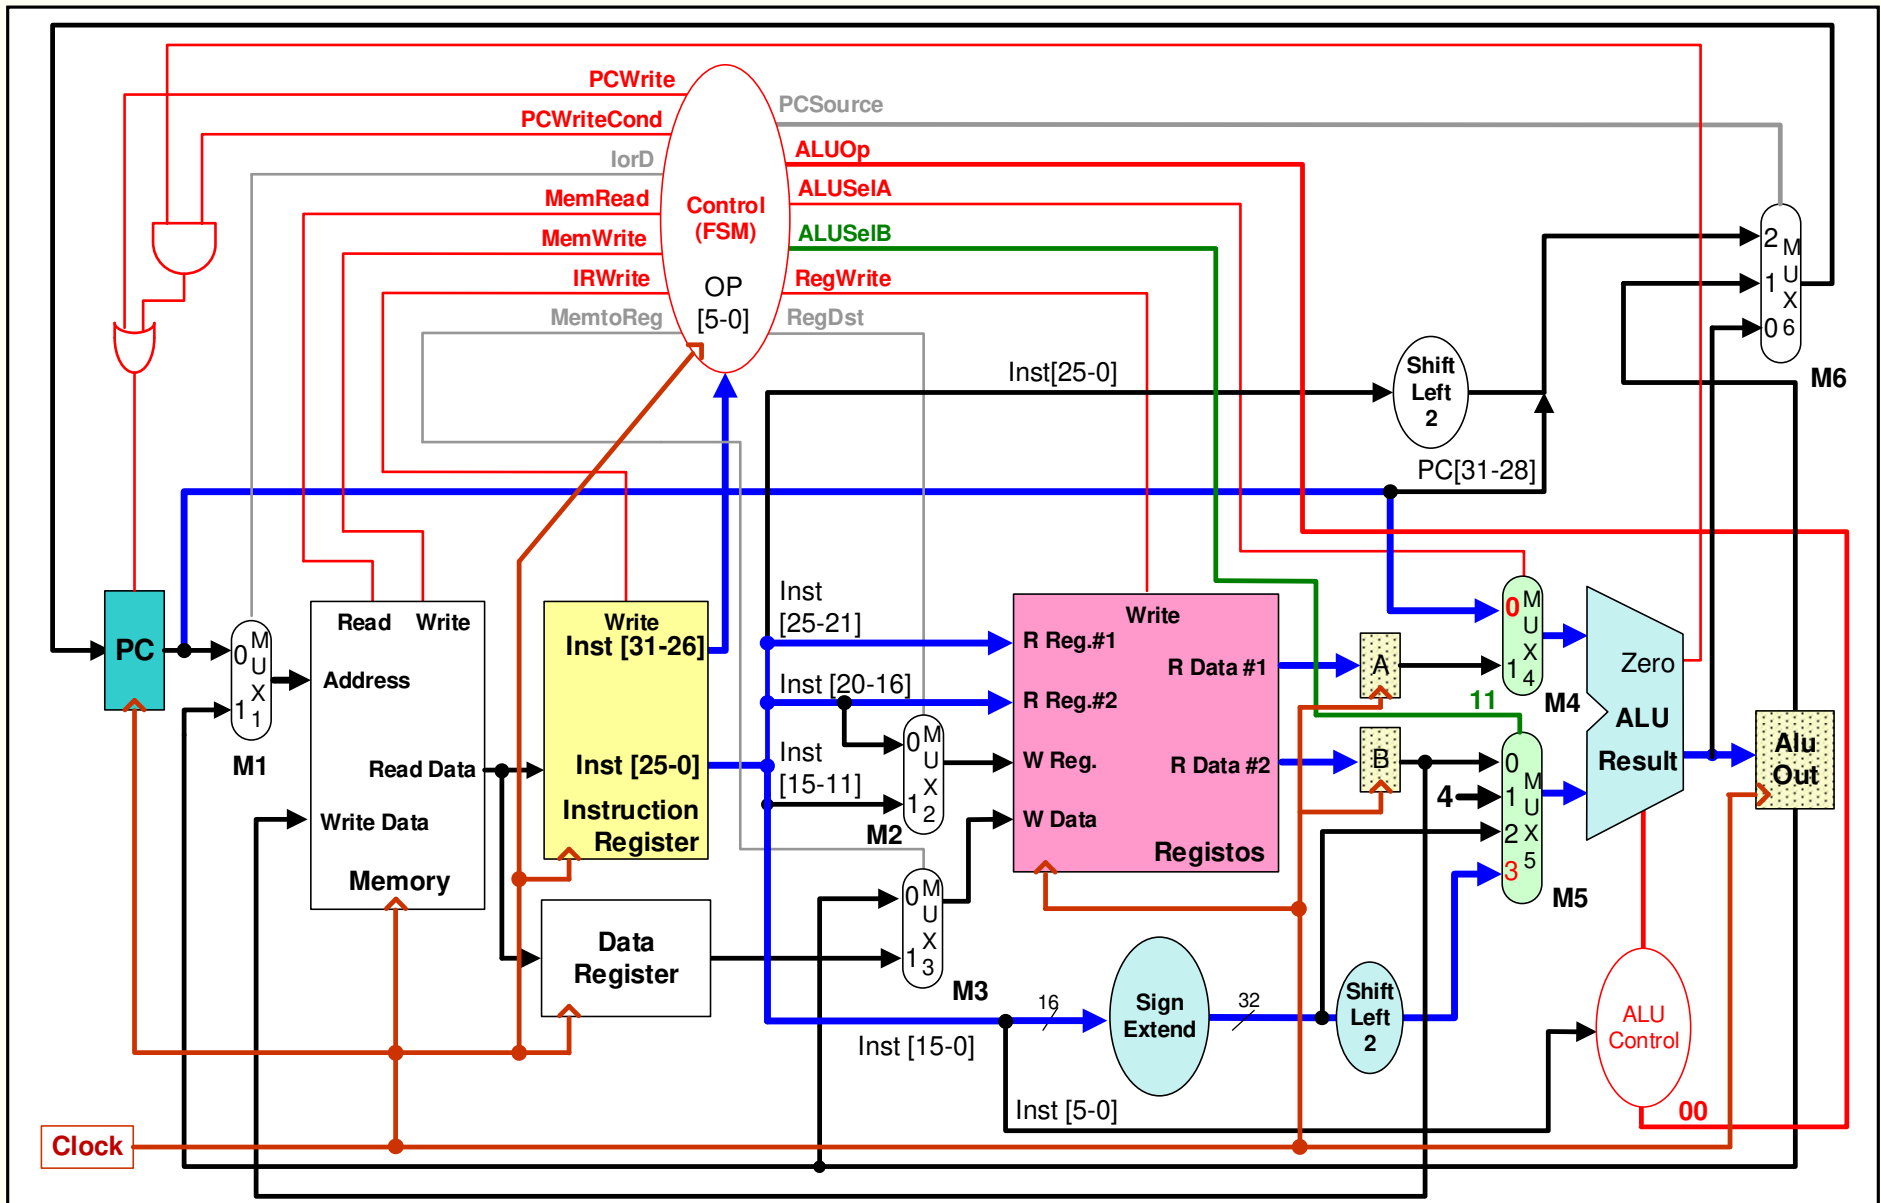 PCWrite
PCWriteCond
IorD
MemRead
MemWrite
IRWrite
MemtoReg
Control
(FSM)
OP
[5-0]
PCSource
ALUOp
ALUSelA
ALUSelB
RegWrite
RegDst
2
1
0
M
U
X
6
M6
Inst[25-0]
Shift
Left
2
PC[31-28]
PC
0
1
M
U
X
1
M1
Read Write
Address
Read Data
Write Data
Memory
Write
Inst [31-26]
Inst [25-0]
Instruction
Register
Data
Register
Inst
[25-21]
Inst [20-16]
Inst
[15-11]
0
1
M
U
X
2
M2
0
1
M
U
X
3
M3
Write
R Reg.#1
R Data #1
R Reg.#2
W Reg.
R Data #2
W Data
Registos
A
B
0
1
M
U
X
4
M4
11
4
0
1
2
3
M
U
X
5
M5
Zero
ALU
Result
Alu
Out
Inst [15-0]
16
Sign
Extend
32
Shift
Left
2
ALU
Control
Inst [5-0]
00
Clock